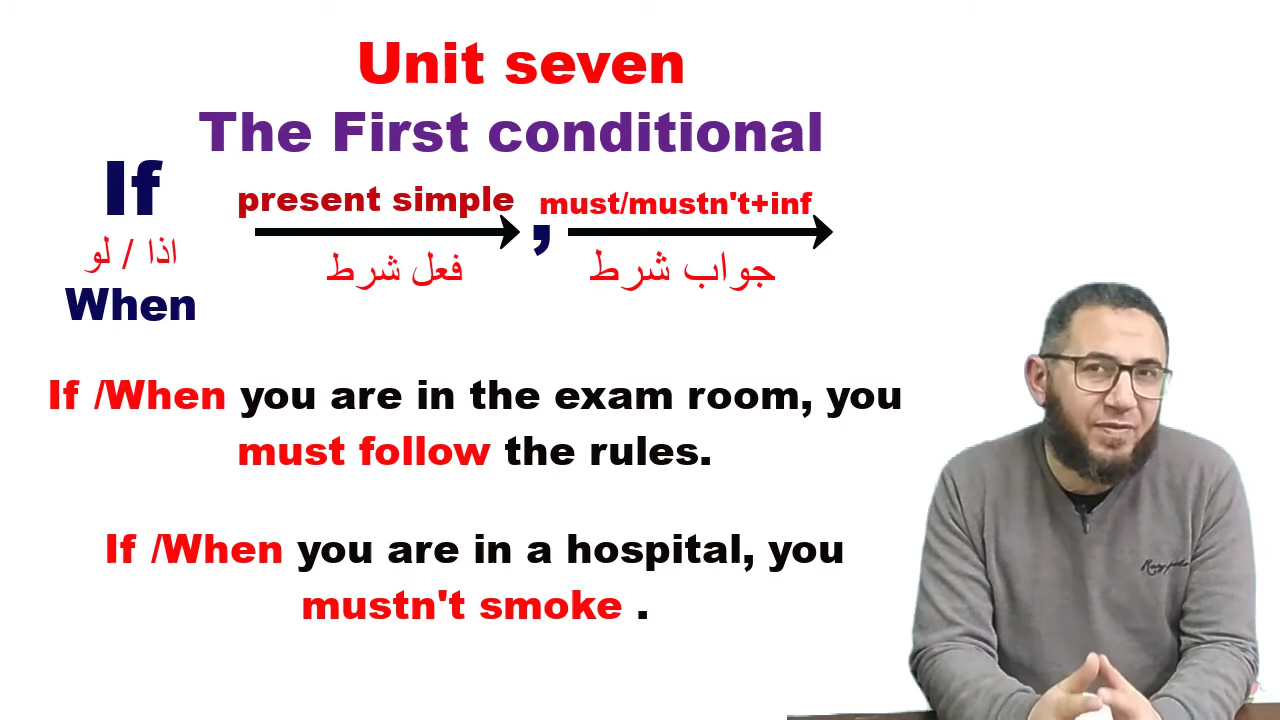 Unit seven
The First conditional
If
present simple
,
must/mustn't+inf
اذا / لو
فعل شرط
جواب شرط
When
If /When you are in the exam room, you
must follow the rules.
If /When you are in a hospital, you
mustn't smoke .